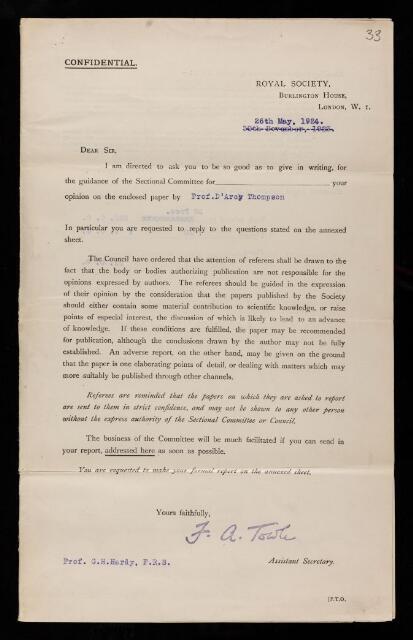 33
CONFIDENTIAL.
ROYAL SOCIETY,
BURLINGTON HOUSE,
LONDON, W. 1.
26th May, 1924.
30th November, 1923.
DEAR SIR,
I am directed to ask you to be so good as to give in writing, for
the guidance of the Sectional Committee for your
opinion on the enclosed paper by Prof.D'Arcy Thompson
In particular you are requested to reply to the questions stated on the annexed
sheet.
The Council have ordered that the attention of referees shall be drawn to the
fact that the body or bodies authorizing publication are not responsible for the
opinions expressed by authors. The referees should be guided in the expression
of their opinion by the consideration that the papers published by the Society
should either contain some material contribution to scientific knowledge, or raise
points of especial interest, the discussion of which is likely to lead to an advance
of knowledge. If these conditions are fulfilled, the paper may be recommended
for publication, although the conclusions drawn by the author may not be fully
established. An adverse report, on the other hand, may be given on the ground
that the paper is one elaborating points of detail, or dealing with matters which may
more suitably be published through other channels.
Referees are reminded that the papers on which they are asked to report
are sent to them in strict confidence, and may not be shown to any other person
without the express authority of the Sectional Committee or Council.
The business of the Committee will be much facilitated if you can send in
your report, addressed here as soon as possible.
You are requested to make your formal report on the annexed sheet.
Yours faithfully,
F. A. Towle
Prof. G.H.Hardy, F.R.S. Assistant Secretary.
[P.T.O.